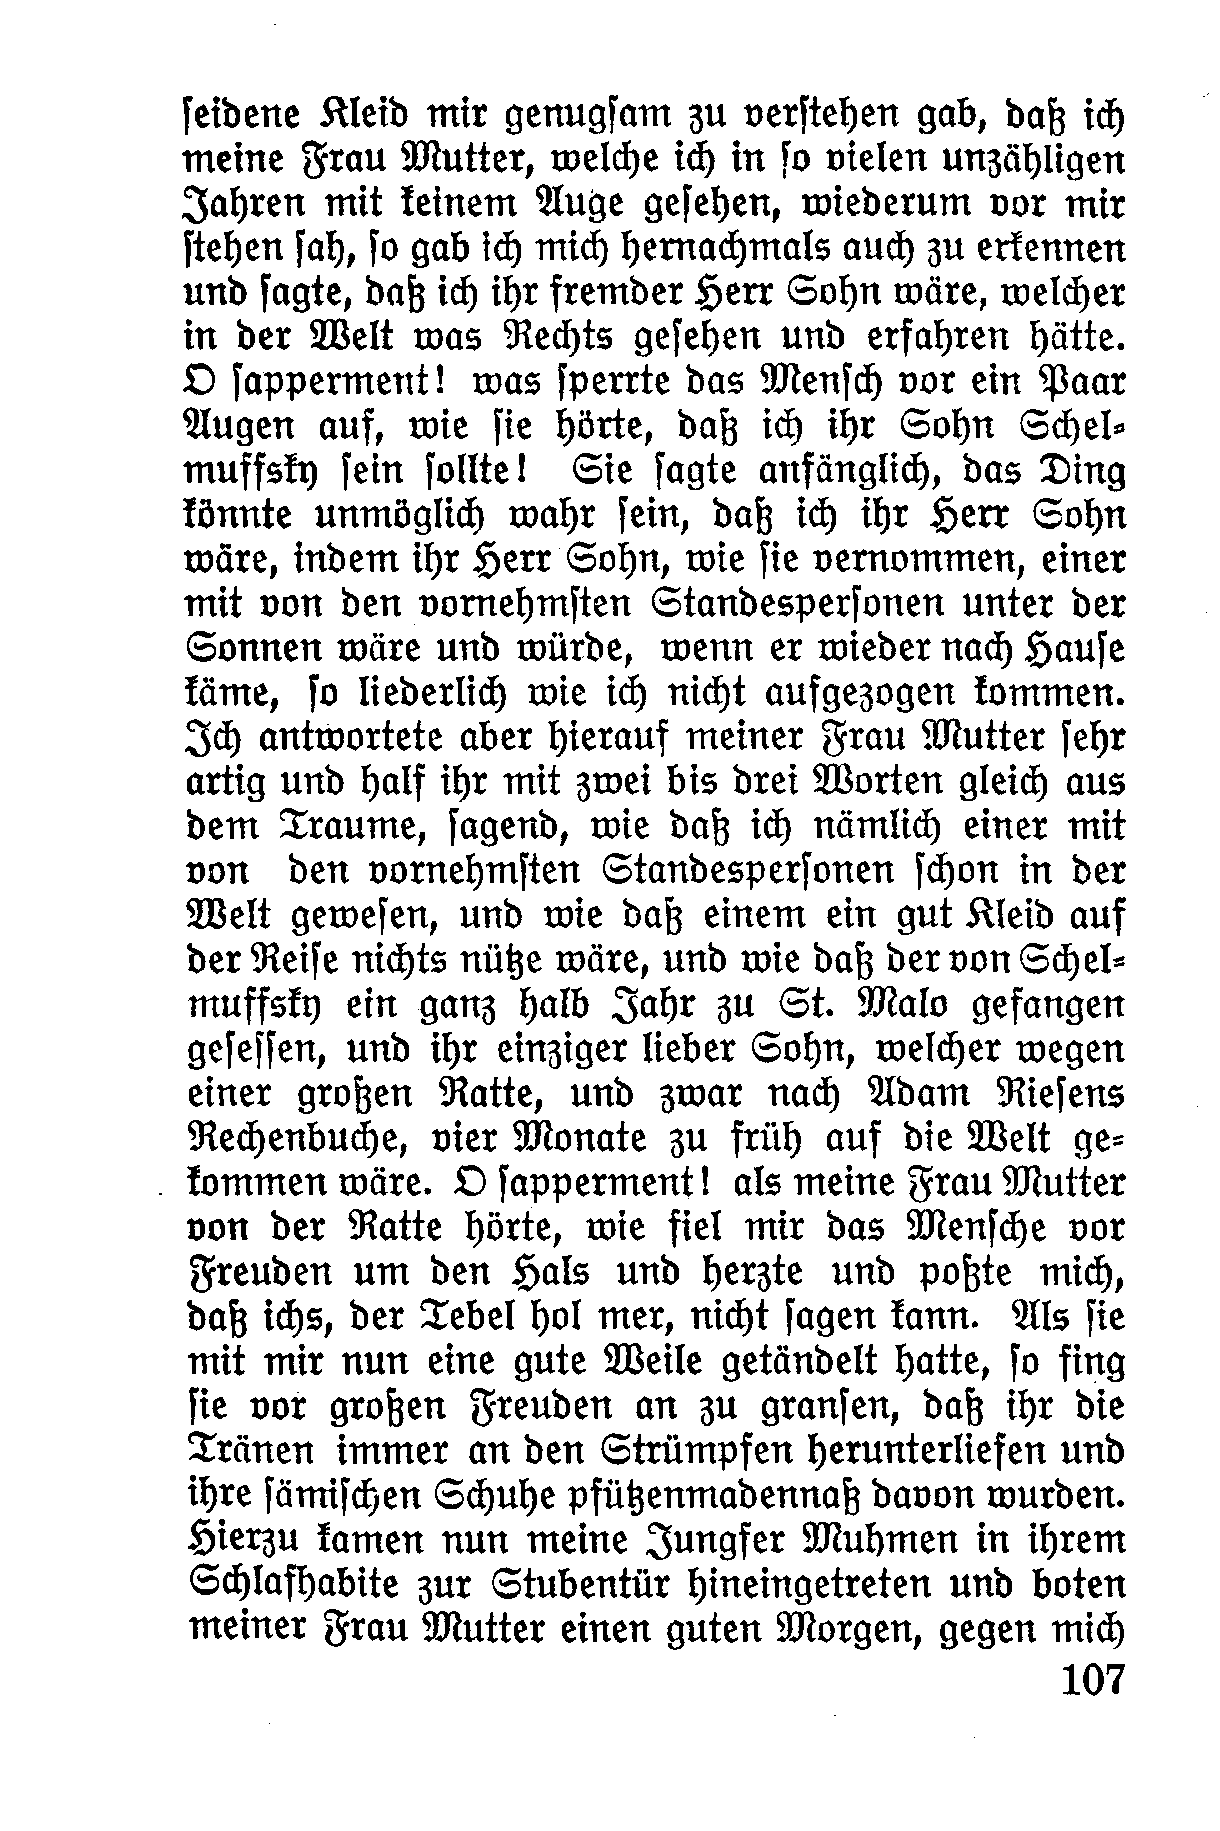 ſeidene Kleid mir genugſam zu verſtehen gab, daß ich
meine Frau Mutter, welche ich in ſo vielen unzähligen
Jahren mit keinem Auge geſehen, wiederum vor mir
ſtehen ſah, ſo gab ich mich hernachmals auch zu erkennen
und ſagte, daß ich ihr fremder Herr Sohn wäre, welcher
in der Welt was Rechts geſehen und erfahren hätte.
O ſapperment! was ſperrte das Menſch vor ein Paar
Augen auf, wie ſie hörte, daß ich ihr Sohn Schel⸗
muffsky ſein ſollte! Sie ſagte anfänglich, das Ding
könnte unmöglich wahr ſein, daß ich ihr Herr Sohn
wäre, indem ihr Herr Sohn, wie ſie vernommen, einer
mit von den vornehmſten Standesperſonen unter der
Sonnen wäre und würde, wenn er wieder nach Hauſe
käme, ſo liederlich wie ich nicht aufgezogen kommen.
Ich antwortete aber hierauf meiner Frau Mutter ſehr
artig und half ihr mit zwei bis drei Worten gleich aus
dem Traume, ſagend, wie daß ich nämlich einer mit
von den vornehmſten Standesperſonen ſchon in der
Welt geweſen, und wie daß einem ein gut Kleid auf
der Reiſe nichts nütze wäre, und wie daß der von Schel⸗
muffsky ein ganz halb Jahr zu St. Malo gefangen
geſeſſen, und ihr einziger lieber Sohn, welcher wegen
einer großen Ratte, und zwar nach Adam Rieſens
Rechenbuche, vier Monate zu früh auf die Welt ge⸗
kommen wäre. O ſapperment! als meine Frau Mutter
von der Ratte hörte, wie fiel mir das Menſche vor
Freuden um den Hals und herzte und poßte mich,
daß ichs, der Tebel hol mer, nicht ſagen kann. Als ſie
mit mir nun eine gute Weile getändelt hatte, ſo fing
ſie vor großen Freuden an zu granſen, daß ihr die
Tränen immer an den Strümpfen herunterliefen und
ihre ſämiſchen Schuhe pfützenmadennaß davon wurden.
Hierzu kamen nun meine Jungfer Muhmen in ihrem
Schlafhabite zur Stubentür hineingetreten und boten
meiner Frau Mutter einen guten Morgen, gegen mich
107